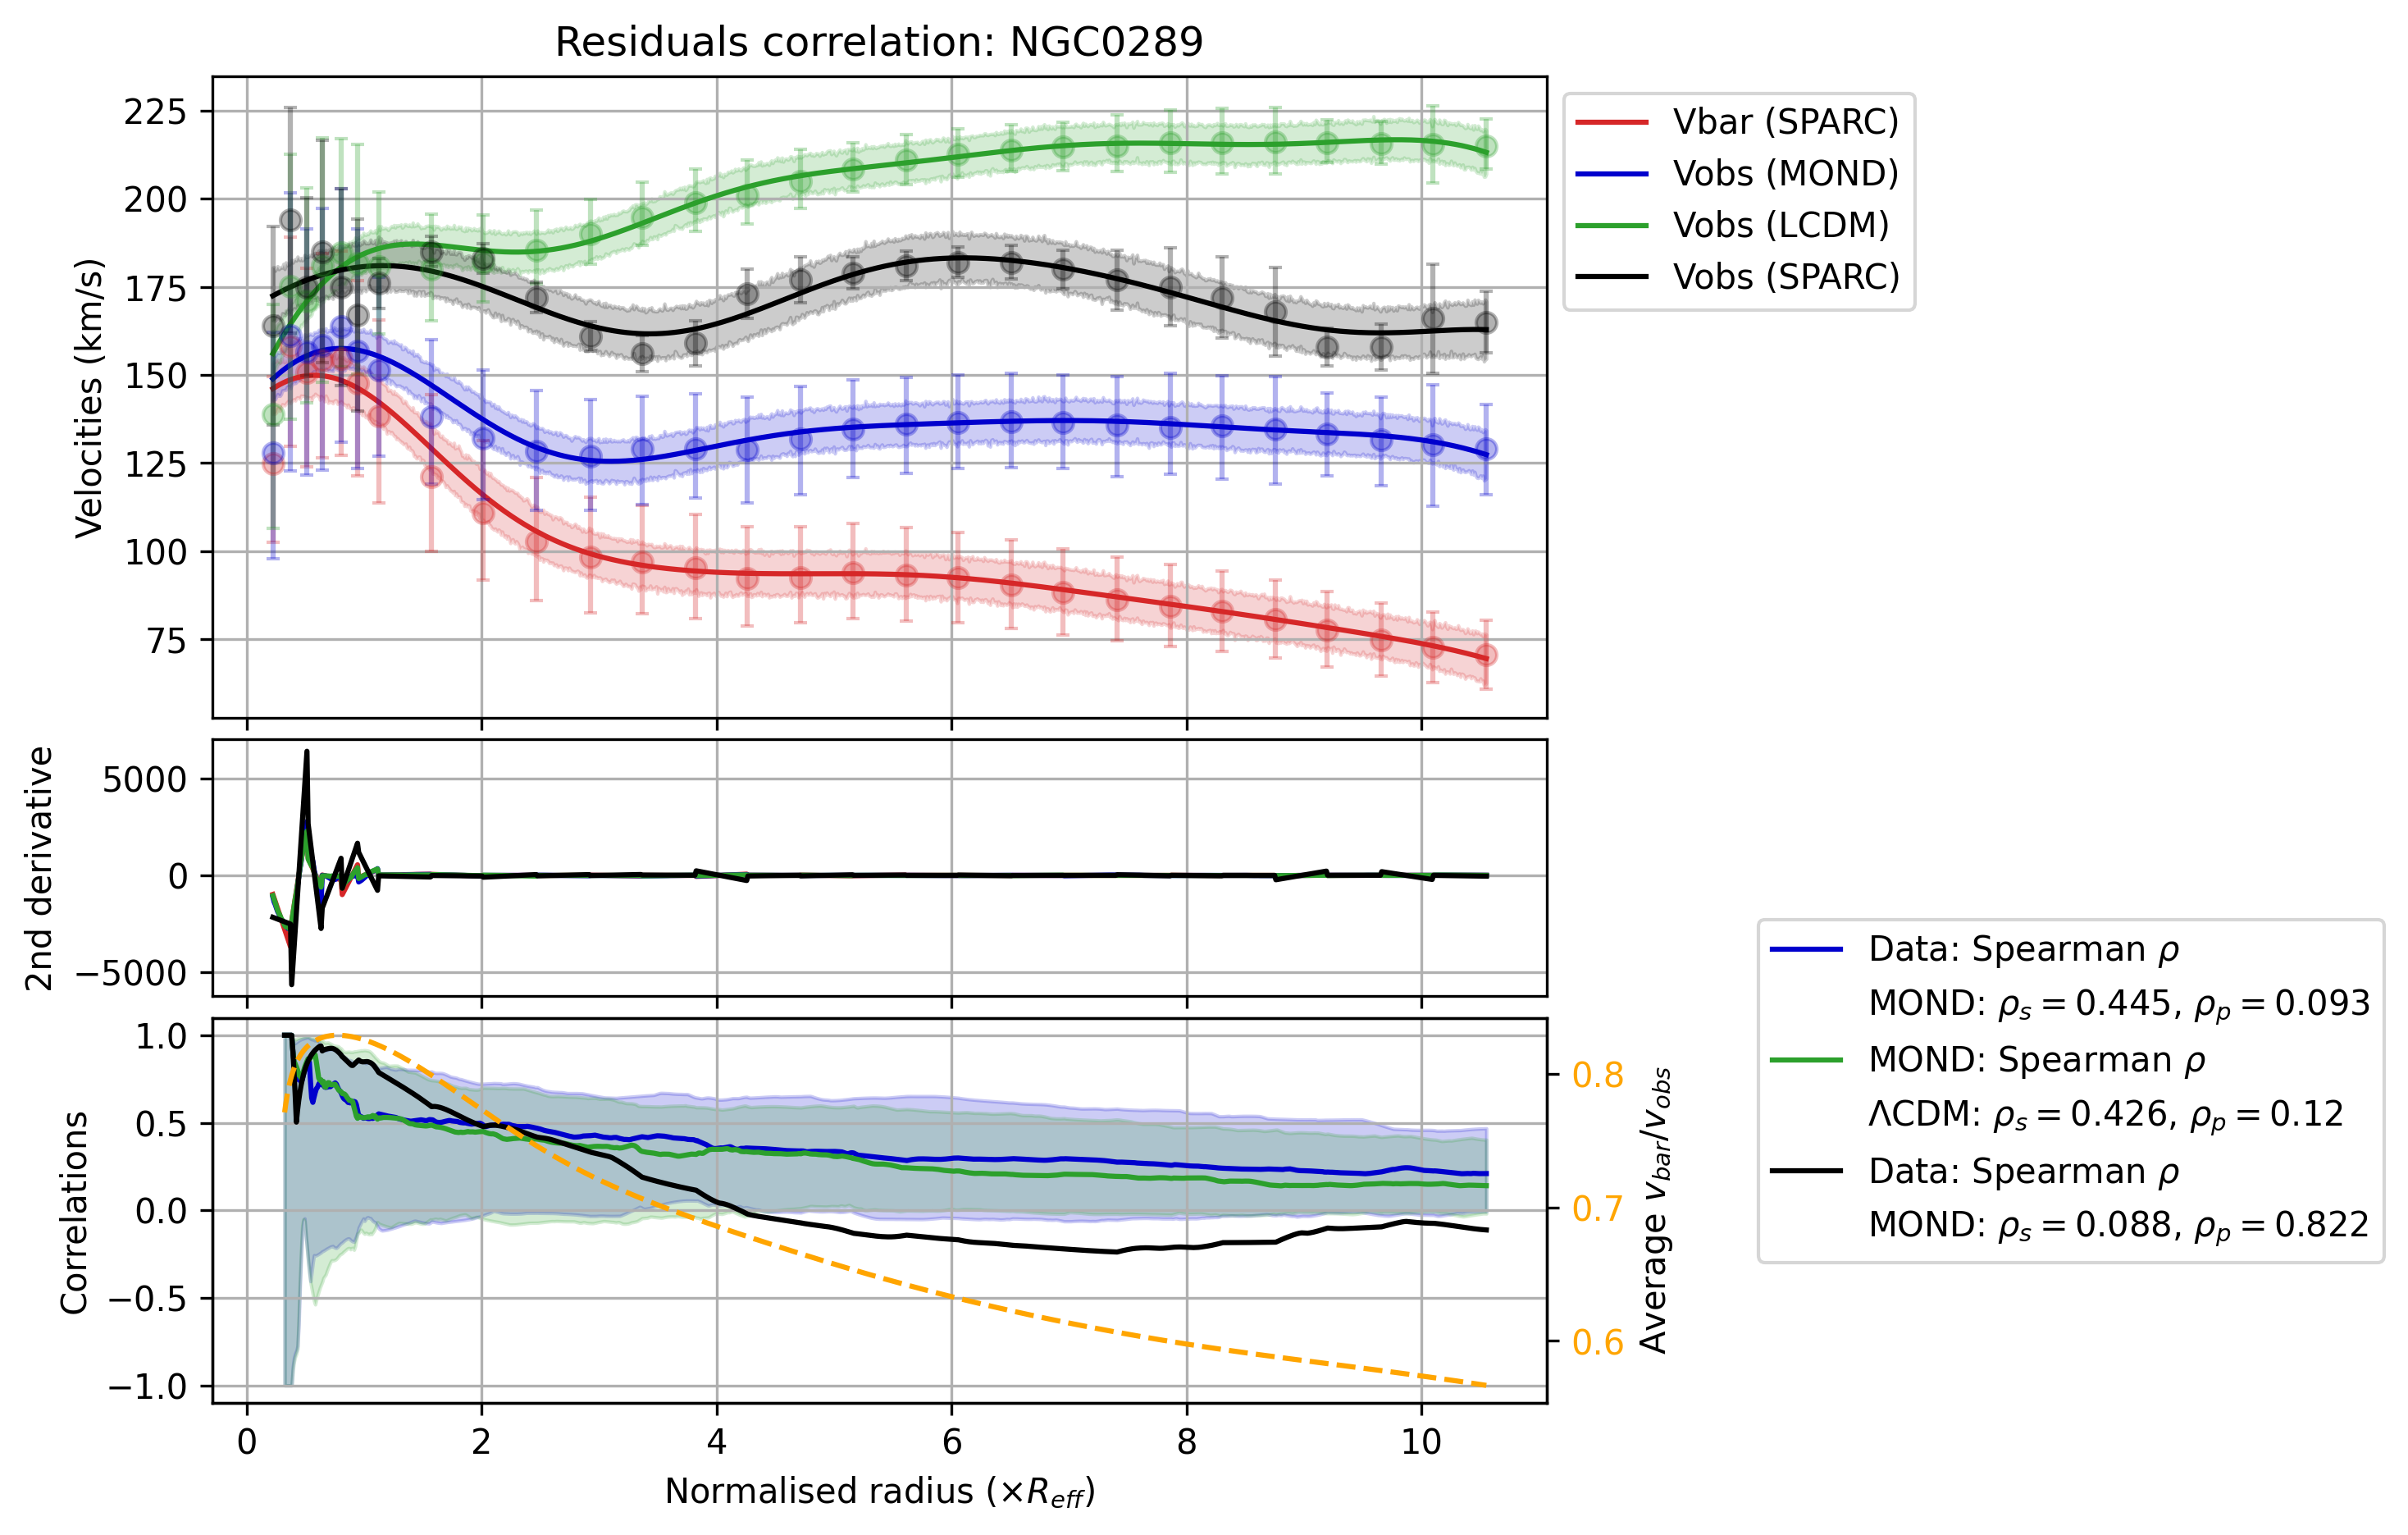 Residuals correlation: NGC0289
Velocities (km/s)
225
200
175
150
125
100
75
Vbar (SPARC)
Vobs (MOND)
Vobs (LCDM)
Vobs (SPARC)
2nd derivative
5000
0
−5000
Correlations
1.0
0.5
0.0
−0.5
−1.0
0.8
0.7
0.6
Average v_bar/v_obs
0 2 4 6 8 10
Normalised radius (×R_eff)
Data: Spearman ρ
MOND: ρ_s = 0.445, ρ_p = 0.093
MOND: Spearman ρ
ΛCDM: ρ_s = 0.426, ρ_p = 0.12
Data: Spearman ρ
MOND: ρ_s = 0.088, ρ_p = 0.822